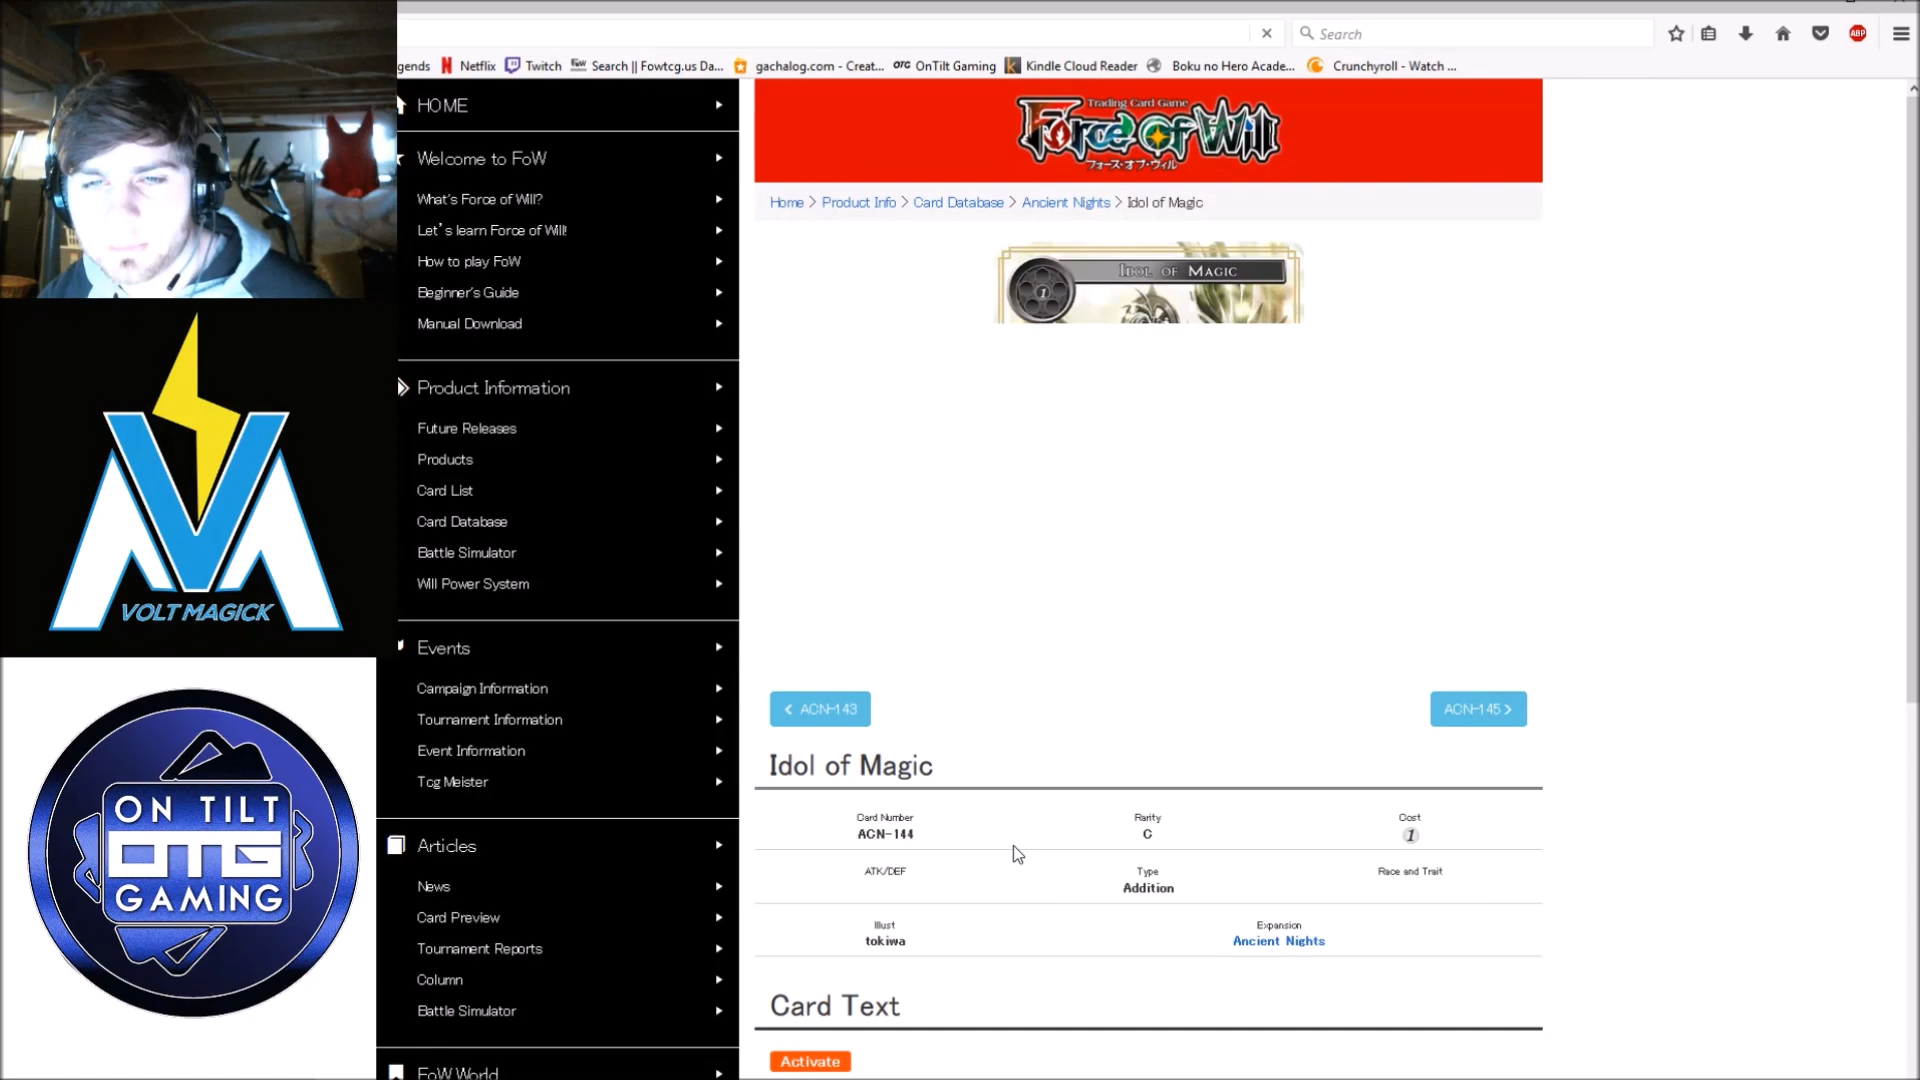 Search
gends
Netflix
Twitch
Search || Fowtcg.us Da...
gachalog.com - Creat...
OTG OnTilt Gaming
Kindle Cloud Reader
Boku no Hero Acade...
Crunchyroll - Watch ...
ABP
HOME
Welcome to FoW
What's Force of Will?
Let's learn Force of Will!
How to play FoW
Beginner's Guide
Manual Download
Product Information
Future Releases
Products
Card List
Card Database
Battle Simulator
Will Power System
Events
Campaign Information
Tournament Information
Event Information
Tcg Meister
Articles
News
Card Preview
Tournament Reports
Column
Battle Simulator
FoW World
Trading Card Game
Force of Will
フォース・オブ・ウィル
Home > Product Info > Card Database > Ancient Nights > Idol of Magic
1
Idol of Magic
< ACN-143
ACN-145 >
Idol of Magic
Card Number
ACN-144
Rarity
C
Cost
1
ATK/DEF
Type
Addition
Race and Trait
Illust
tokiwa
Expansion
Ancient Nights
Card Text
Activate
VOLT MAGICK
ON TILT
OTG
GAMING